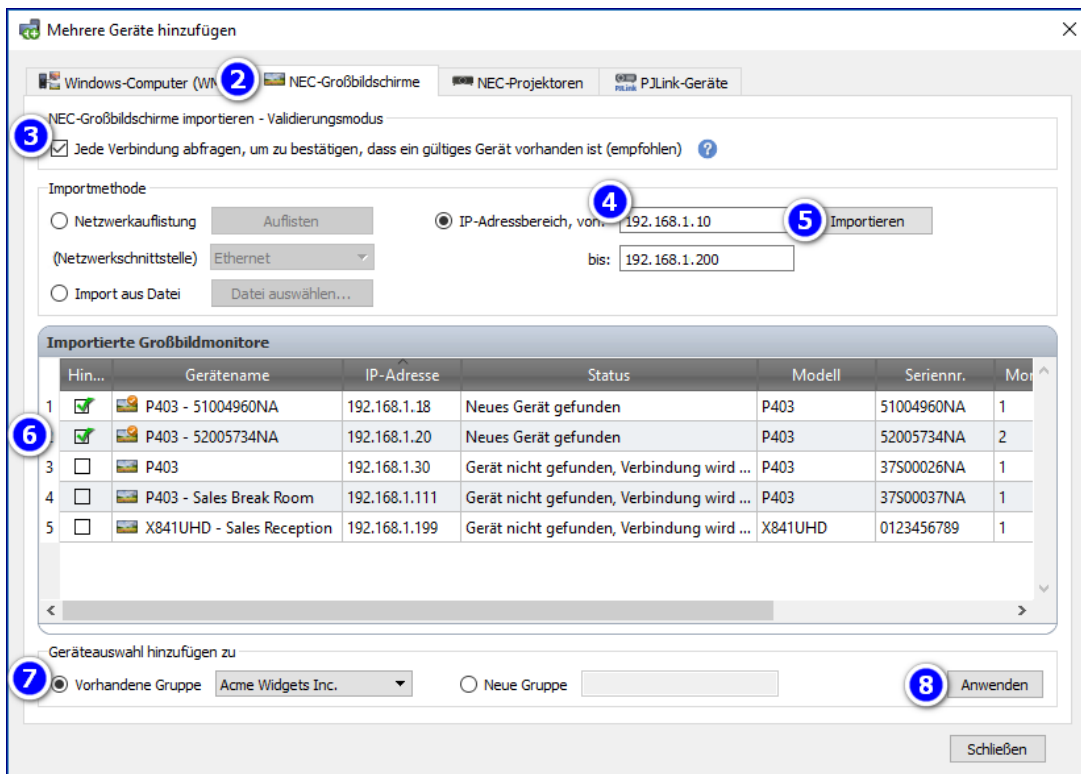 Mehrere Geräte hinzufügen
Windows-Computer (WM 2 NEC-Großbildschirme NEC-Projektoren PJLink PJLink-Geräte
NEC-Großbildschirme importieren - Validierungsmodus
3 Jede Verbindung abfragen, um zu bestätigen, dass ein gültiges Gerät vorhanden ist (empfohlen) ?
Importmethode
Netzwerkauflistung Auflisten IP-Adressbereich, von: 4 192.168.1.10 5 Importieren
(Netzwerkschnittstelle) Ethernet bis: 192.168.1.200
Import aus Datei Datei auswählen...
Importierte Großbildmonitore
Hin... Gerätename IP-Adresse Status Modell Seriennr. Mor
1 P403 - 51004960NA 192.168.1.18 Neues Gerät gefunden P403 51004960NA 1
6 P403 - 52005734NA 192.168.1.20 Neues Gerät gefunden P403 52005734NA 2
3 P403 192.168.1.30 Gerät nicht gefunden, Verbindung wird ... P403 37S00026NA 1
4 P403 - Sales Break Room 192.168.1.111 Gerät nicht gefunden, Verbindung wird ... P403 37S00037NA 1
5 X841UHD - Sales Reception 192.168.1.199 Gerät nicht gefunden, Verbindung wird ... X841UHD 0123456789 1
Geräteauswahl hinzufügen zu
7 Vorhandene Gruppe Acme Widgets Inc. Neue Gruppe 8 Anwenden
Schließen